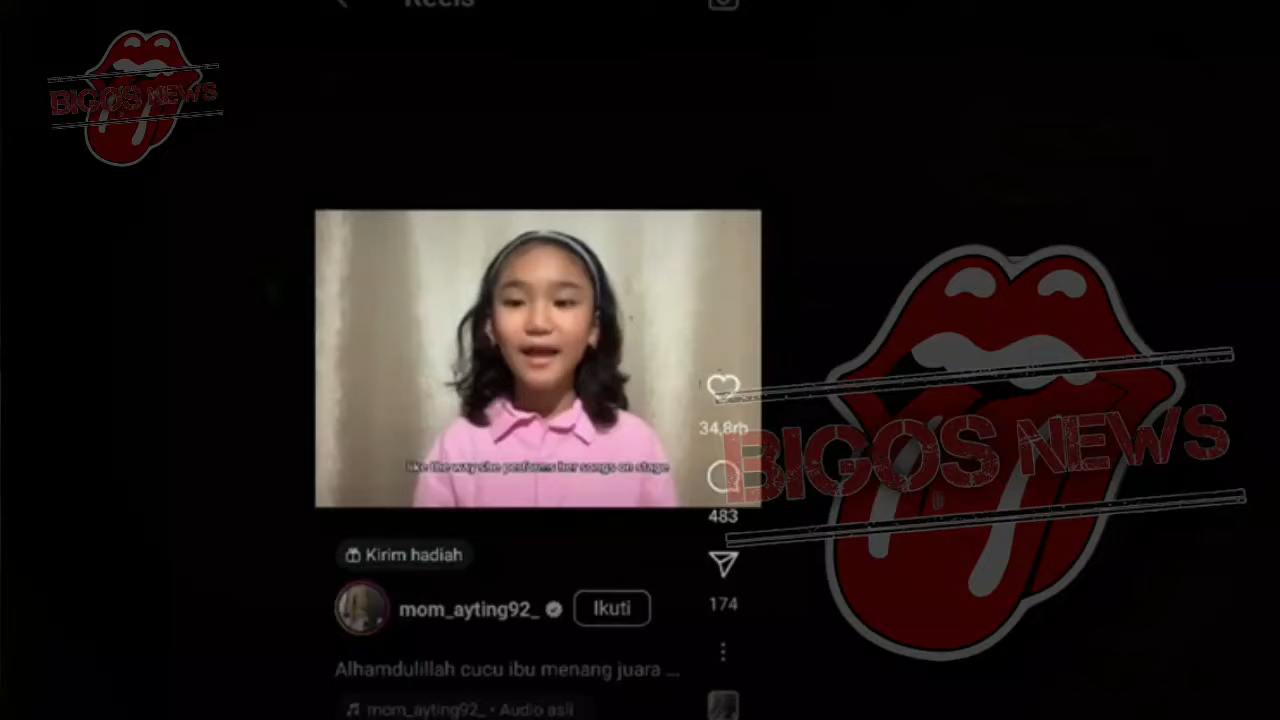 Reels
BIGOS NEWS
34,8rb
like the way she performs her songs on stage
BIGOS NEWS
483
Kirim hadiah
174
mom_ayting92_
Ikuti
Alhamdulillah cucu ibu menang juara ...
mom_ayting92_ • Audio asli